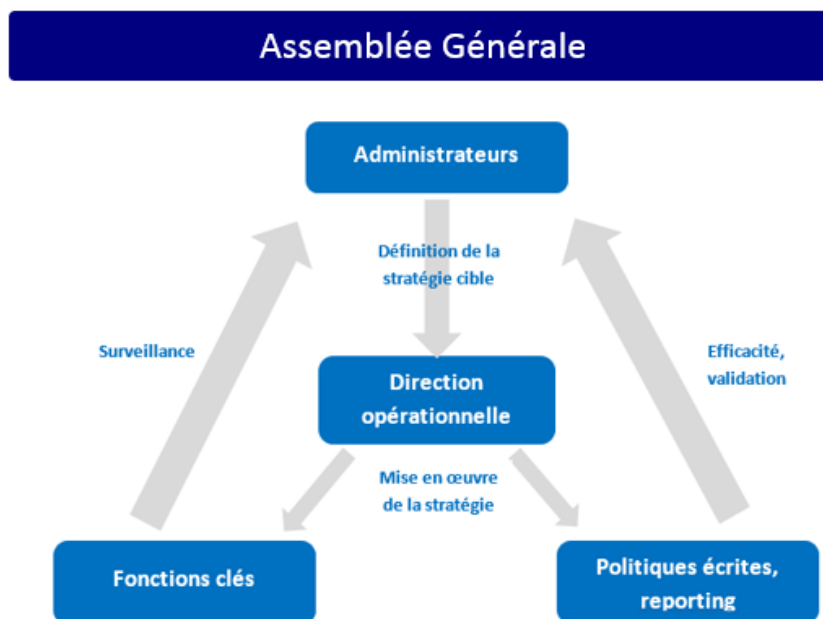 Assemblée Générale
Administrateurs
Définition de la
stratégie cible
Surveillance
Efficacité,
validation
Direction
opérationnelle
Mise en œuvre
de la stratégie
Fonctions clés
Politiques écrites,
reporting